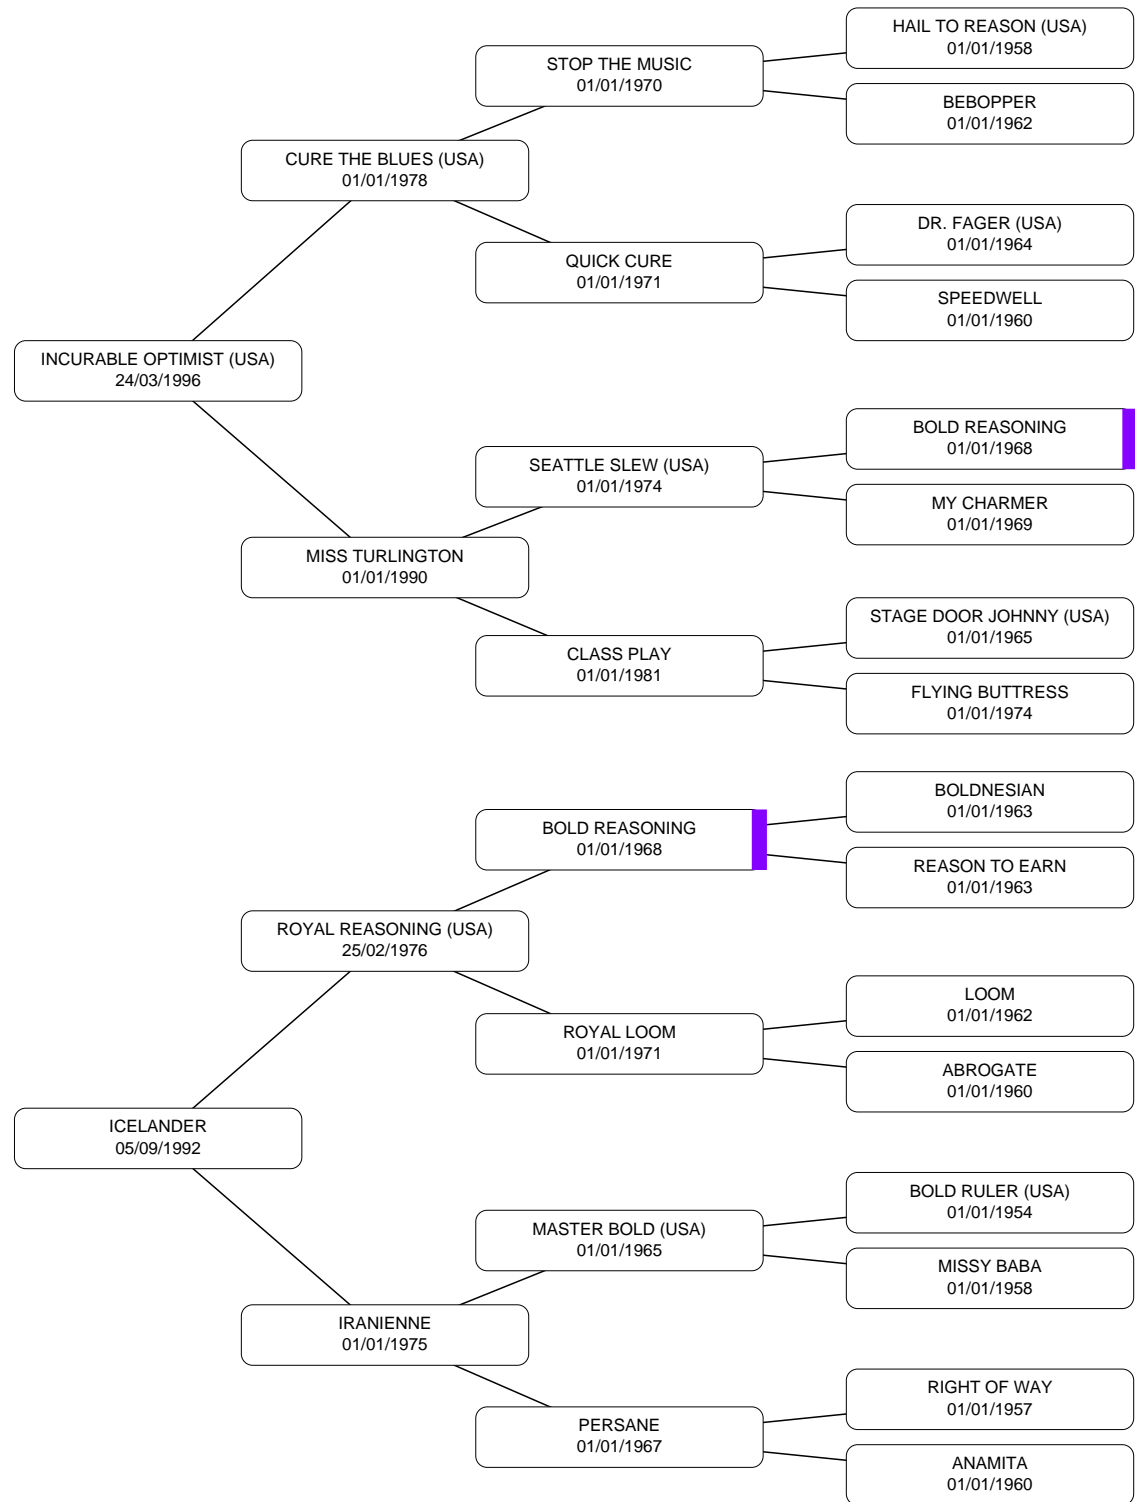 HAIL TO REASON (USA)
01/01/1958
STOP THE MUSIC
01/01/1970
BEBOPPER
01/01/1962
CURE THE BLUES (USA)
01/01/1978
DR. FAGER (USA)
01/01/1964
QUICK CURE
01/01/1971
SPEEDWELL
01/01/1960
INCURABLE OPTIMIST (USA)
24/03/1996
BOLD REASONING
01/01/1968
SEATTLE SLEW (USA)
01/01/1974
MY CHARMER
01/01/1969
MISS TURLINGTON
01/01/1990
STAGE DOOR JOHNNY (USA)
01/01/1965
CLASS PLAY
01/01/1981
FLYING BUTTRESS
01/01/1974
BOLDNESIAN
01/01/1963
BOLD REASONING
01/01/1968
REASON TO EARN
01/01/1963
ROYAL REASONING (USA)
25/02/1976
LOOM
01/01/1962
ROYAL LOOM
01/01/1971
ABROGATE
01/01/1960
ICELANDER
05/09/1992
BOLD RULER (USA)
01/01/1954
MASTER BOLD (USA)
01/01/1965
MISSY BABA
01/01/1958
IRANIENNE
01/01/1975
RIGHT OF WAY
01/01/1957
PERSANE
01/01/1967
ANAMITA
01/01/1960